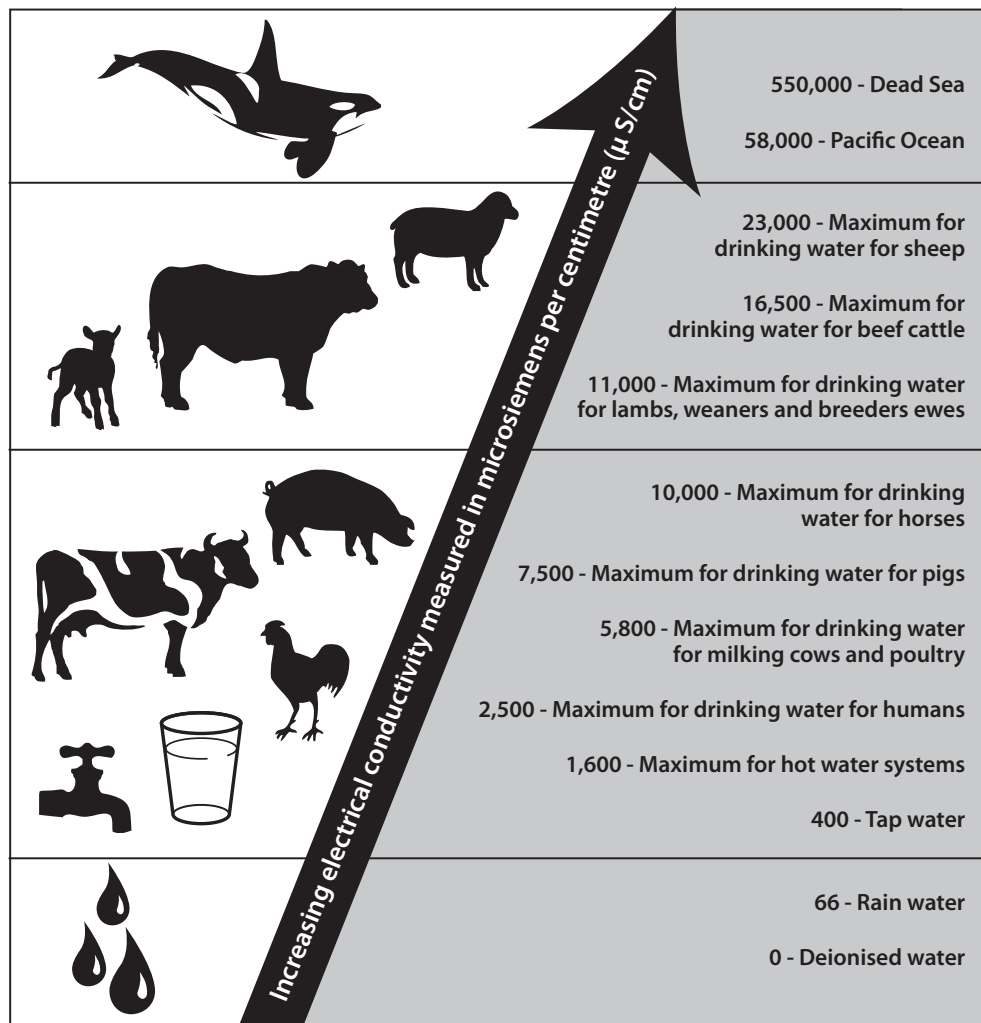 550,000 - Dead Sea
58,000 - Pacific Ocean
23,000 - Maximum for
drinking water for sheep
16,500 - Maximum for
drinking water for beef cattle
11,000 - Maximum for drinking water
for lambs, weaners and breeders ewes
10,000 - Maximum for drinking
water for horses
7,500 - Maximum for drinking water for pigs
5,800 - Maximum for drinking water
for milking cows and poultry
2,500 - Maximum for drinking water for humans
1,600 - Maximum for hot water systems
400 - Tap water
66 - Rain water
0 - Deionised water
Increasing electrical conductivity measured in microsiemens per centimetre (µ S/cm)